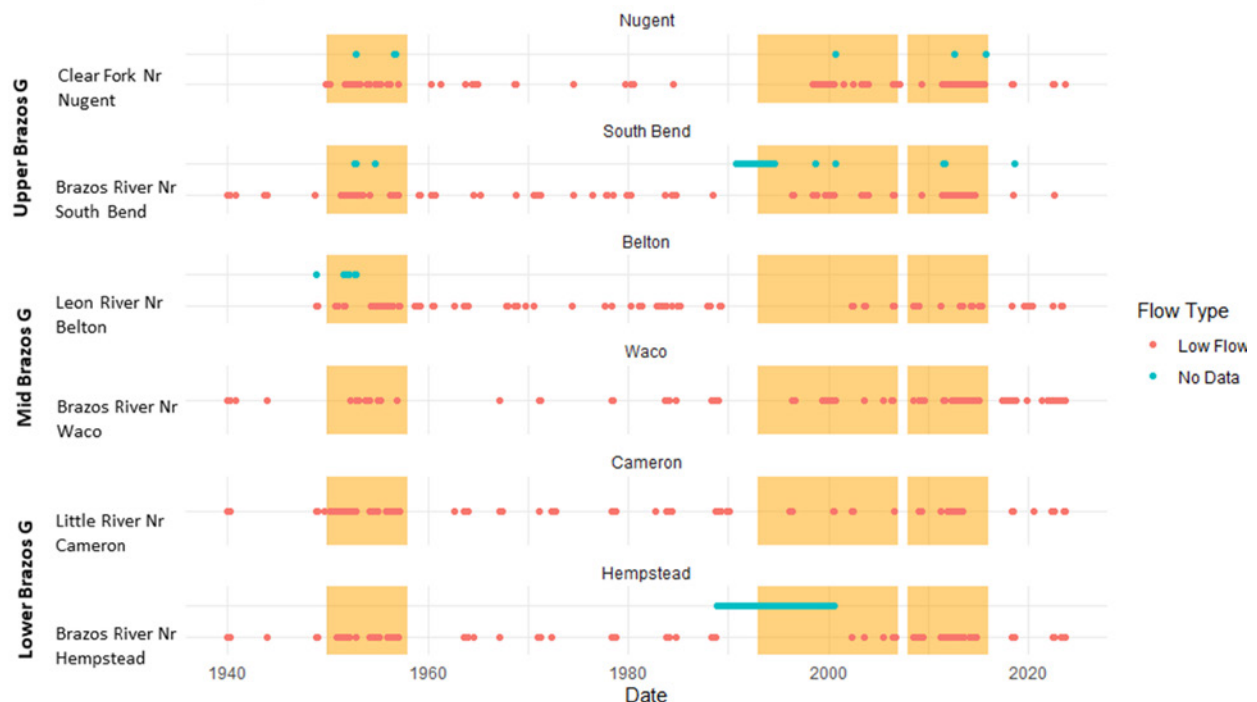 Nugent
Upper Brazos G
Clear Fork Nr
Nugent
South Bend
Brazos River Nr
South Bend
Belton
Mid Brazos G
Leon River Nr
Belton
Waco
Brazos River Nr
Waco
Cameron
Lower Brazos G
Little River Nr
Cameron
Hempstead
Brazos River Nr
Hempstead
1940 1960 1980 2000 2020
Date
Flow Type
Low Flow
No Data